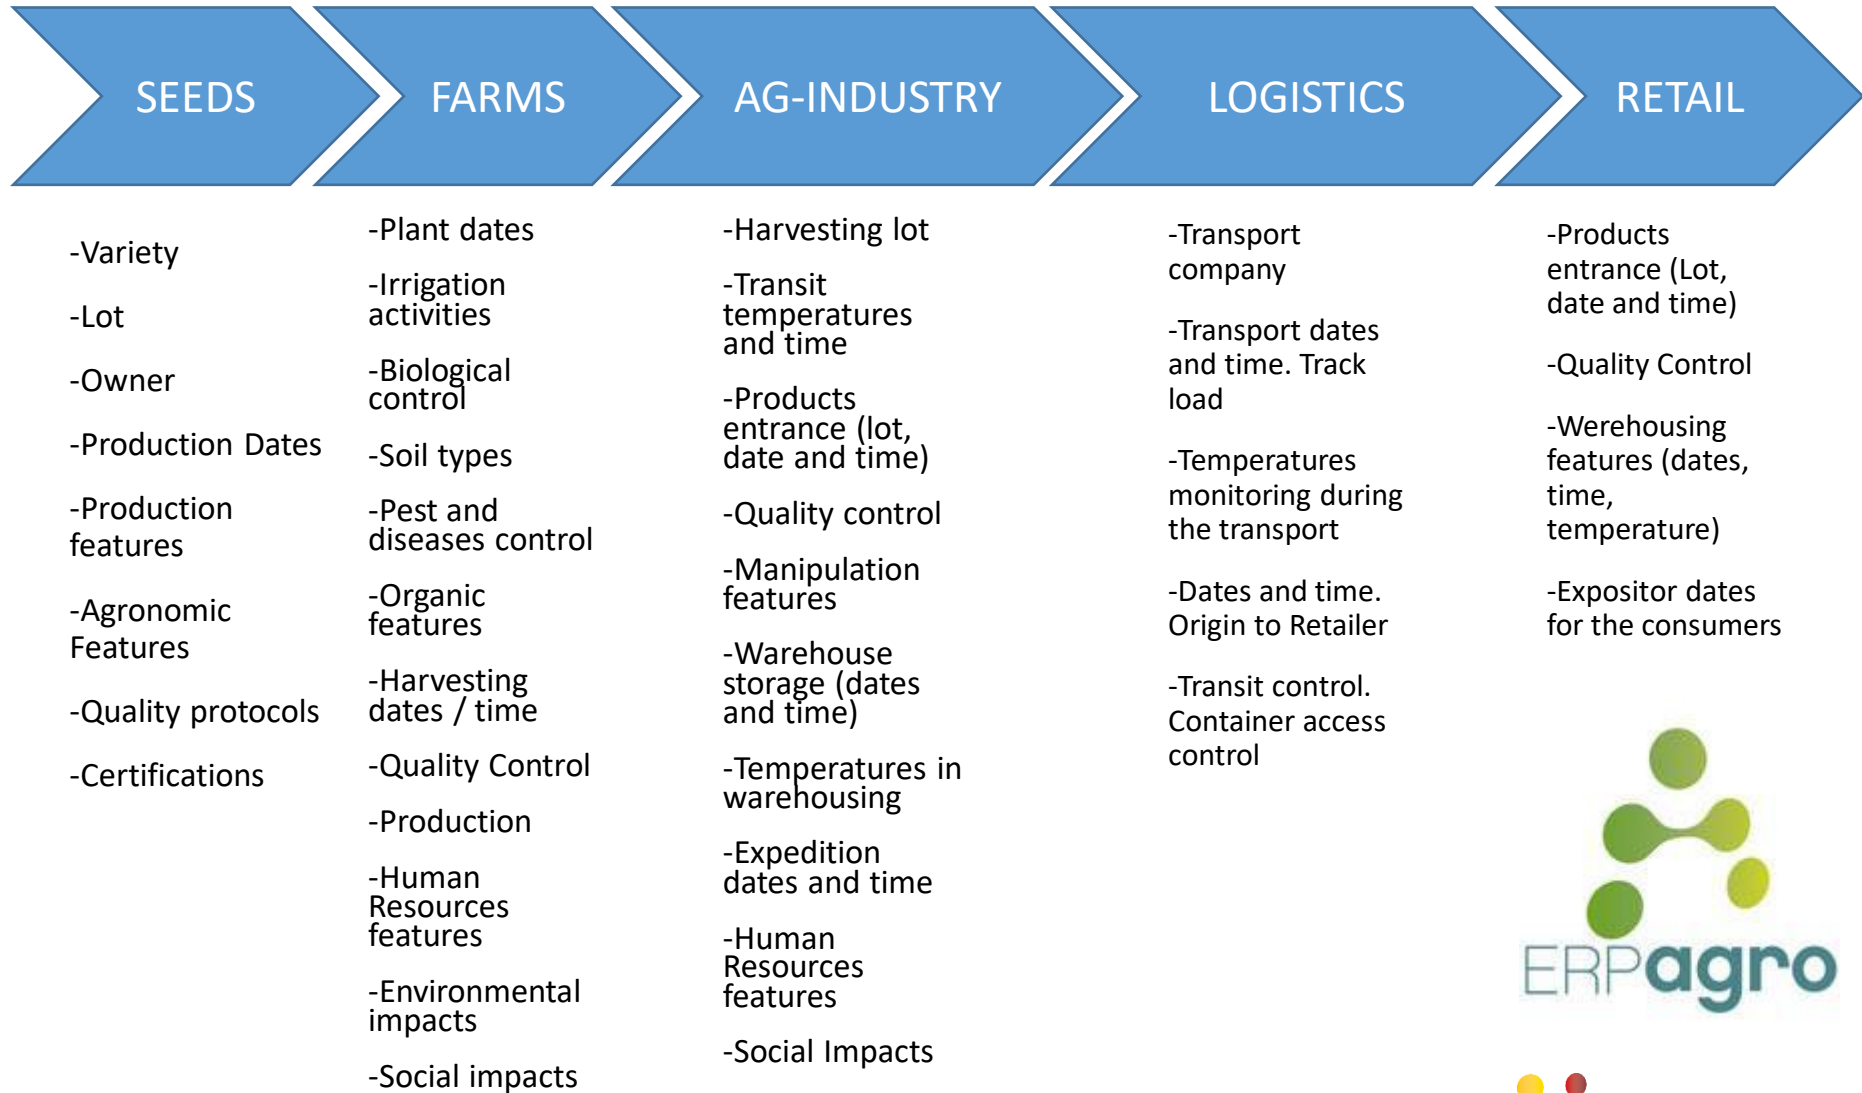 SEEDS
FARMS
AG-INDUSTRY
LOGISTICS
RETAIL
-Variety
-Lot
-Owner
-Production Dates
-Production
features
-Agronomic
Features
-Quality protocols
-Certifications
-Plant dates
-Irrigation
activities
-Biological
control
-Soil types
-Pest and
diseases control
-Organic
features
-Harvesting
dates / time
-Quality Control
-Production
-Human
Resources
features
-Environmental
impacts
-Social impacts
-Harvesting lot
-Transit
temperatures
and time
-Products
entrance (lot,
date and time)
-Quality control
-Manipulation
features
-Warehouse
storage (dates
and time)
-Temperatures in
warehousing
-Expedition
dates and time
-Human
Resources
features
-Social Impacts
-Transport
company
-Transport dates
and time. Track
load
-Temperatures
monitoring during
the transport
-Dates and time.
Origin to Retailer
-Transit control.
Container access
control
-Products
entrance (Lot,
date and time)
-Quality Control
-Werehousing
features (dates,
time,
temperature)
-Expositor dates
for the consumers
ERPagro